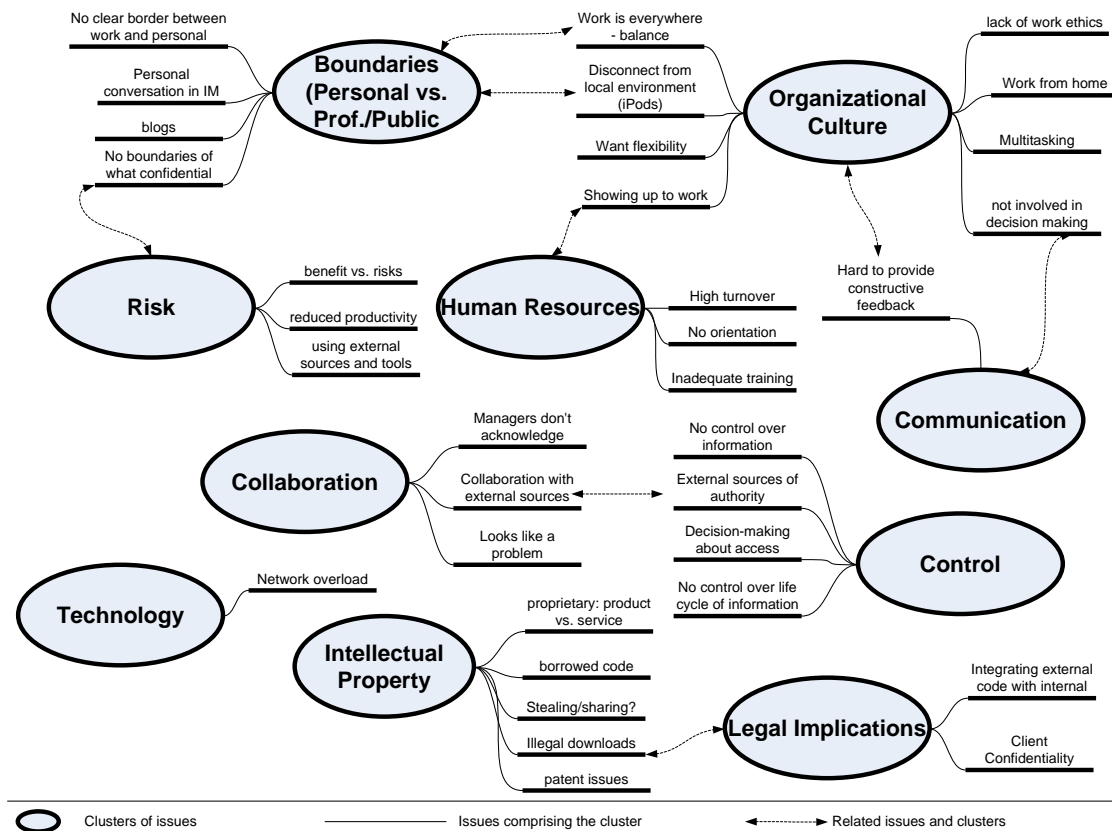 No clear border between
work and personal
Personal
conversation in IM
blogs
No boundaries of
what confidential
Boundaries
(Personal vs.
Prof./Public
Work is everywhere
- balance
Disconnect from
local environment
(iPods)
Want flexibility
Showing up to work
Organizational
Culture
lack of work ethics
Work from home
Multitasking
not involved in
decision making
Risk
benefit vs. risks
reduced productivity
using external
sources and tools
Human Resources
High turnover
No orientation
Inadequate training
Hard to provide
constructive
feedback
Communication
Collaboration
Managers don't
acknowledge
Collaboration with
external sources
Looks like a
problem
No control over
information
External sources of
authority
Decision-making
about access
No control over life
cycle of information
Control
Technology
Network overload
Intellectual
Property
proprietary: product
vs. service
borrowed code
Stealing/sharing?
Illegal downloads
patent issues
Legal Implications
Integrating external
code with internal
Client
Confidentiality
Clusters of issues
Issues comprising the cluster
Related issues and clusters